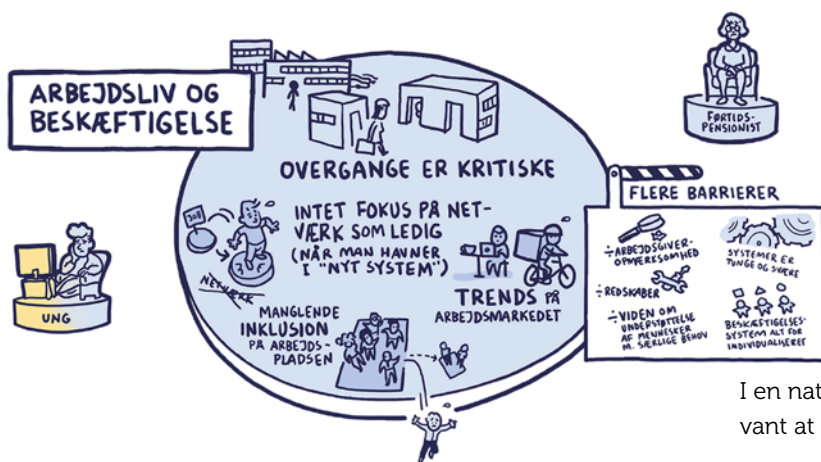 ARBEJDSLIV OG
BESKÆFTIGELSE
FØRTIDS-
PENSIONIST
OVERGANGE ER KRITISKE
FLERE BARRIERER
JOB
INTET FOKUS PÅ NET-
VÆRK SOM LEDIG
(NÅR MAN HAVNER
I "NYT SYSTEM")
NETVÆRK
UNG
MANGLENDE
INKLUSION
PÅ ARBEJDS-
PLADSEN
TRENDS PÅ
ARBEJDSMARKEDET
÷ARBEJDSGIVER-
OPMÆRKSOMHED
÷REDSKABER
÷VIDEN OM
UNDERSTØTTELSE
AF MENNESKER
M. SÆRLIGE BEHOV
SYSTEMER ER
TUNGE OG SVÆRE
BESKÆFTIGELSES-
SYSTEM ALT FOR
INDIVIDUALISERET
I en nat
vant at